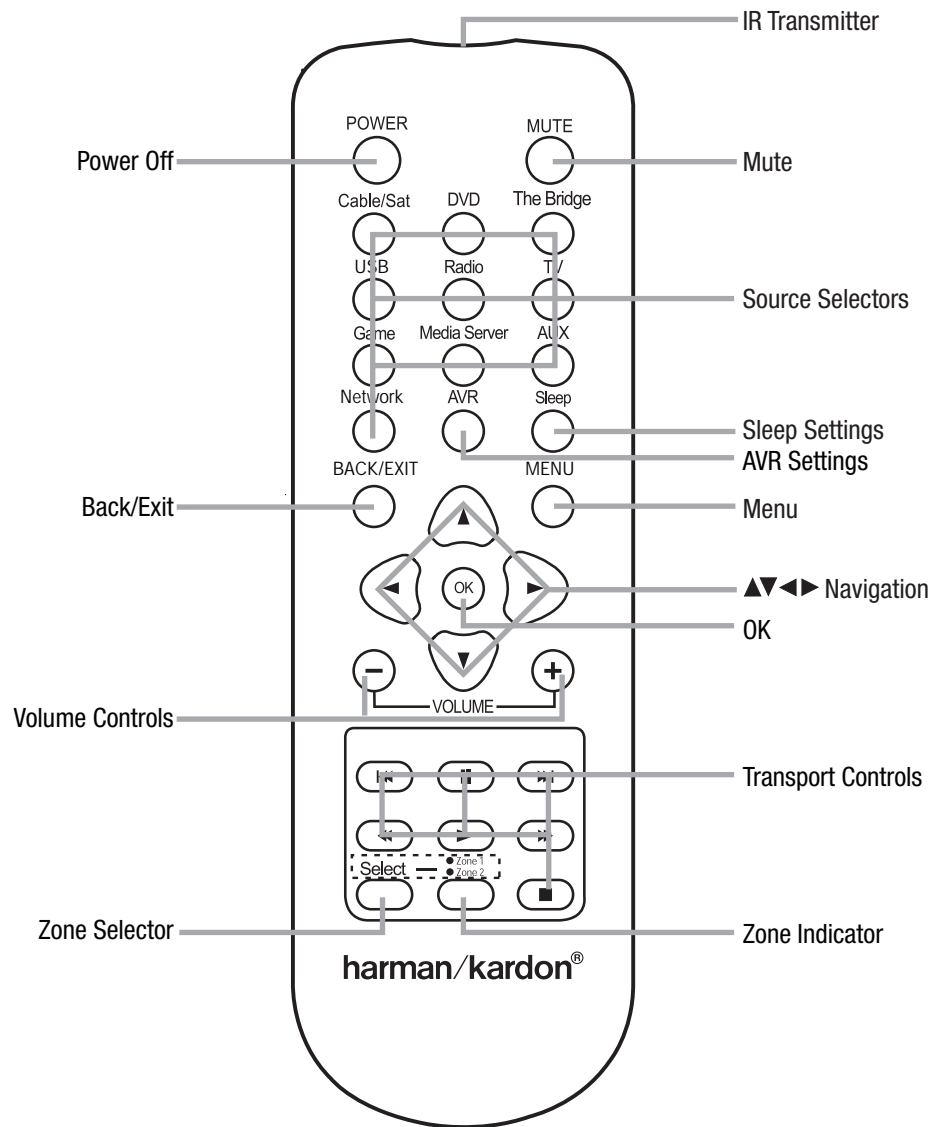 IR Transmitter
POWER
MUTE
Power Off
Mute
Cable/Sat DVD The Bridge
USB Radio TV
Source Selectors
Game Media Server AUX
Network AVR Sleep
Sleep Settings
AVR Settings
BACK/EXIT MENU
Back/Exit
Menu
▲▼◀▶ Navigation
OK
OK
− +
VOLUME
Volume Controls
Transport Controls
Select — Zone 1
Zone 2
Zone Selector
Zone Indicator
harman/kardon®